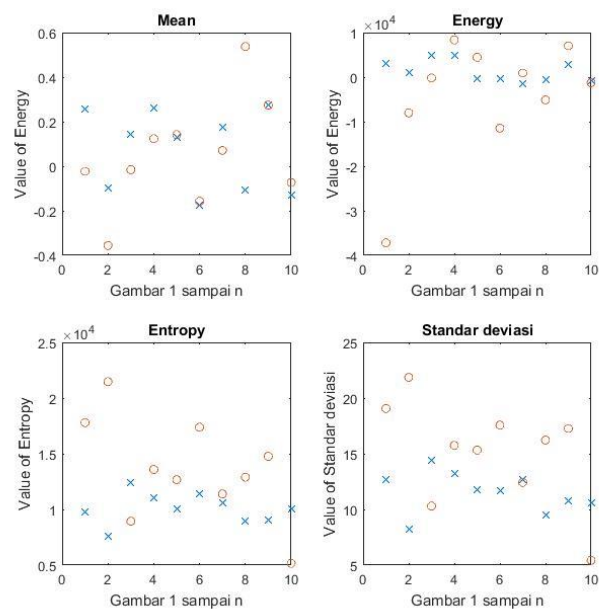 Mean
Value of Energy
0.6
0.4
0.2
0
-0.2
-0.4
0 2 4 6 8 10
Gambar 1 sampai n
Energy
×10⁴
Value of Energy
1
0
-1
-2
-3
-4
0 2 4 6 8 10
Gambar 1 sampai n
Entropy
×10⁴
Value of Entropy
2.5
2
1.5
1
0.5
0 2 4 6 8 10
Gambar 1 sampai n
Standar deviasi
Value of Standar deviasi
25
20
15
10
5
0 2 4 6 8 10
Gambar 1 sampai n